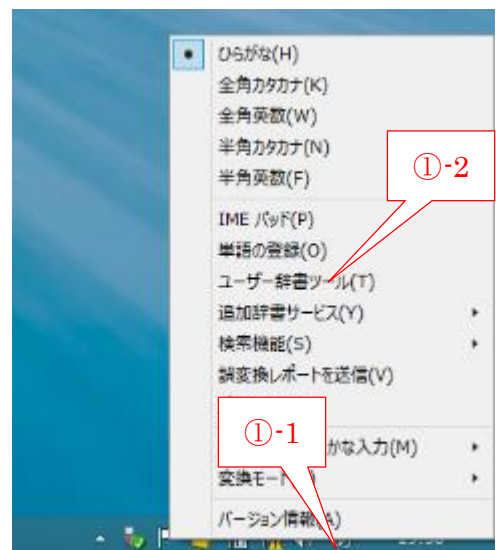 ひらがな(H)
全角カタカナ(K)
全角英数(W)
半角カタカナ(N)
半角英数(F)
①-2
IME パッド(P)
単語の登録(O)
ユーザー辞書ツール(T)
追加辞書サービス(Y)
検索機能(S)
誤変換レポートを送信(V)
①-1
かな入力(M)
変換モード
バージョン情報(A)